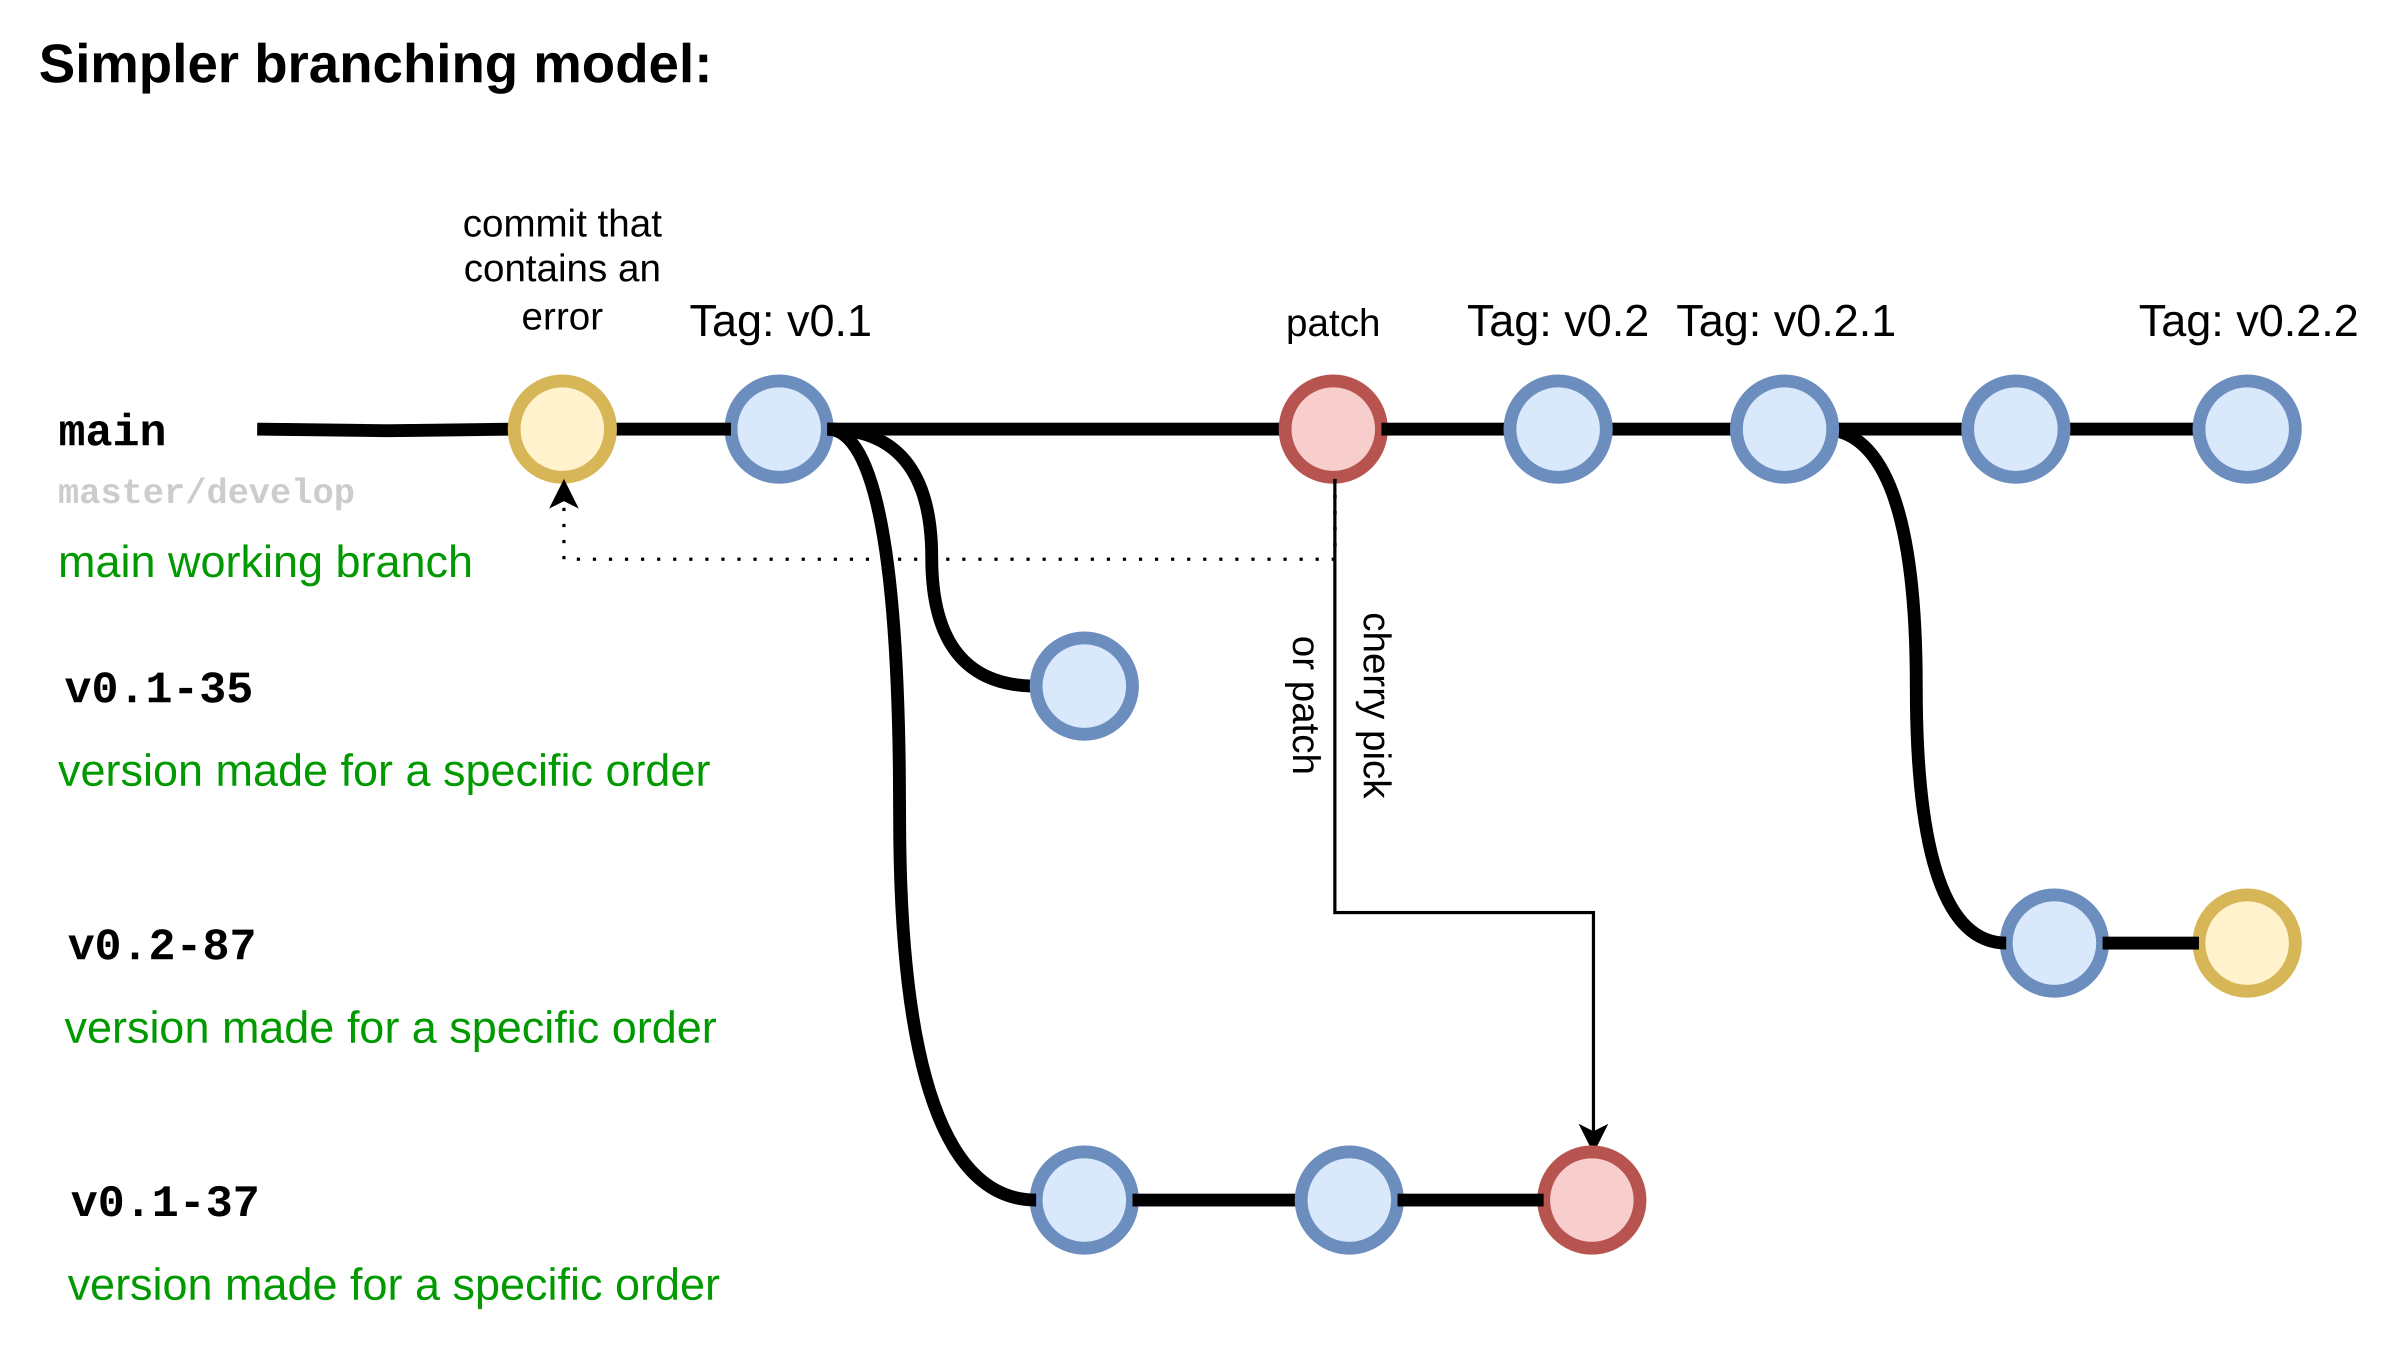 Simpler branching model:
commit that
contains an
error
Tag: v0.1
patch
Tag: v0.2
Tag: v0.2.1
Tag: v0.2.2
main
master/develop
main working branch
cherry pick
or patch
v0.1-35
version made for a specific order
v0.2-87
version made for a specific order
v0.1-37
version made for a specific order